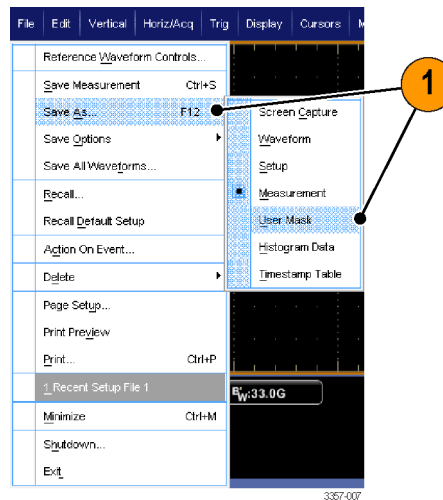 File Edit Vertical Horiz/Acq Trig Display Cursors M
Reference Waveform Controls...
Save Measurement Ctrl+S
Save As... F12
Save Options
Save All Waveforms...
Recall...
Recall Default Setup
Action On Event...
Delete
Page Setup...
Print Preview
Print... Ctrl+P
1 Recent Setup File 1
Minimize Ctrl+M
Shutdown...
Exit
Screen Capture
Waveform
Setup
Measurement
User Mask
Histogram Data
Timestamp Table
1
BW:33.0G
3357-007